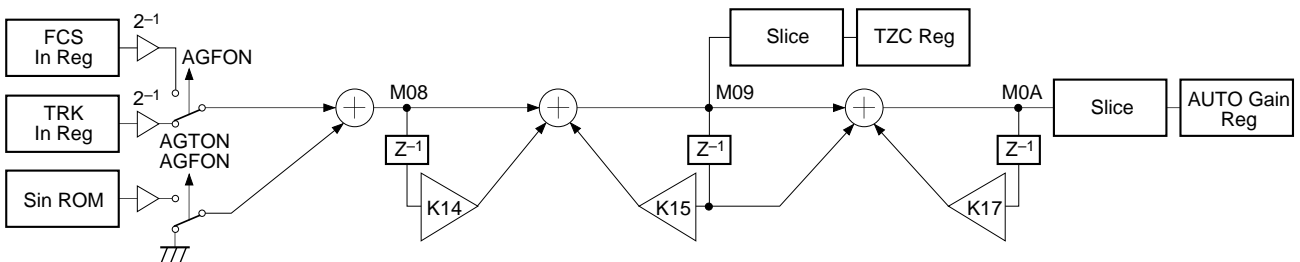 FCS
In Reg
2⁻¹
AGFON
TRK
In Reg
2⁻¹
AGTON
AGFON
Sin ROM
M08
Z⁻¹
K14
Slice
TZC Reg
M09
Z⁻¹
K15
M0A
Z⁻¹
K17
Slice
AUTO Gain
Reg